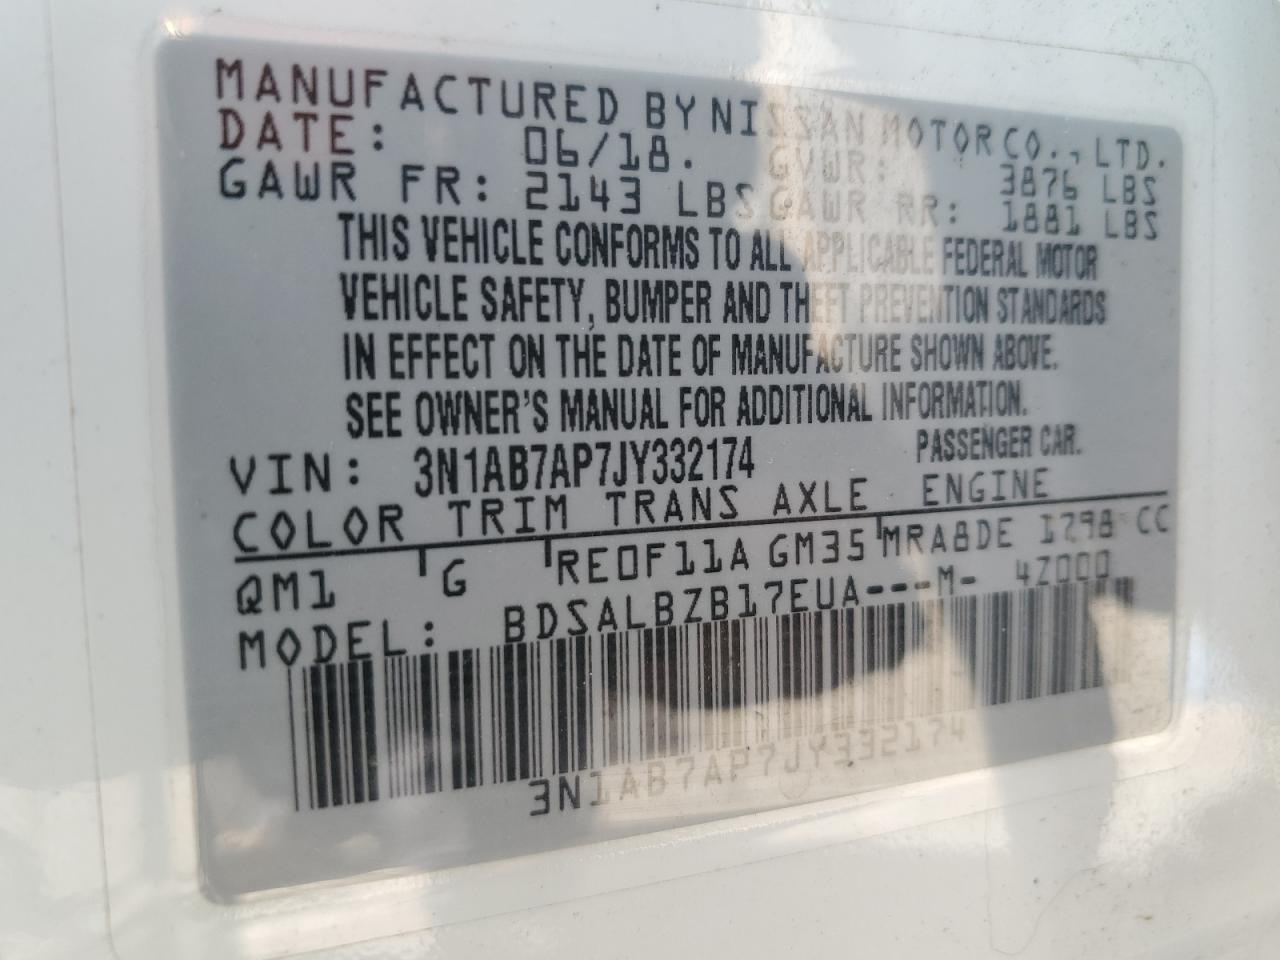 MANUFACTURED BY NISSAN MOTOR CO., LTD.
DATE: 06/18. GVWR: 3876 LBS
GAWR FR: 2143 LBS GAWR RR: 1881 LBS
THIS VEHICLE CONFORMS TO ALL APPLICABLE FEDERAL MOTOR
VEHICLE SAFETY, BUMPER AND THEFT PREVENTION STANDARDS
IN EFFECT ON THE DATE OF MANUFACTURE SHOWN ABOVE.
SEE OWNER'S MANUAL FOR ADDITIONAL INFORMATION.
VIN: 3N1AB7AP7JY332174 PASSENGER CAR.
COLOR TRIM TRANS AXLE ENGINE
QM1 G RE0F11A GM35 MRA8DE 1798 CC
MODEL: BDSALBZB17EUA---M- 4Z000
3N1AB7AP7JY332174